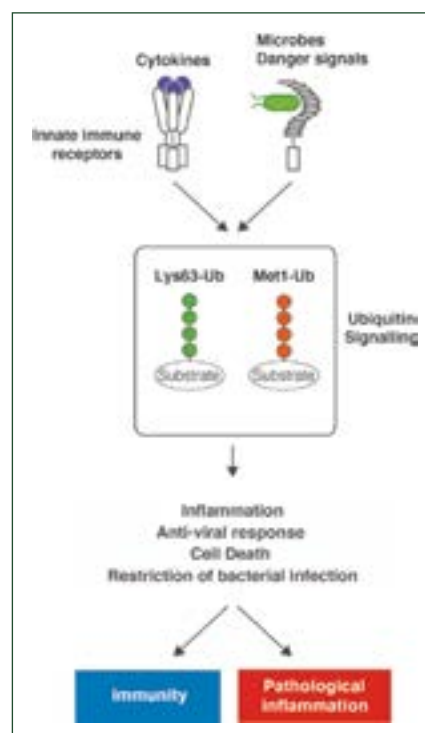 Microbes
Danger signals
Cytokines
Innate immune
receptors
Lys63-Ub
Met1-Ub
Substrate
Substrate
Ubiquitin
Signalling
Inflammation
Anti-viral response
Cell Death
Restriction of bacterial infection
Immunity
Pathological
inflammation